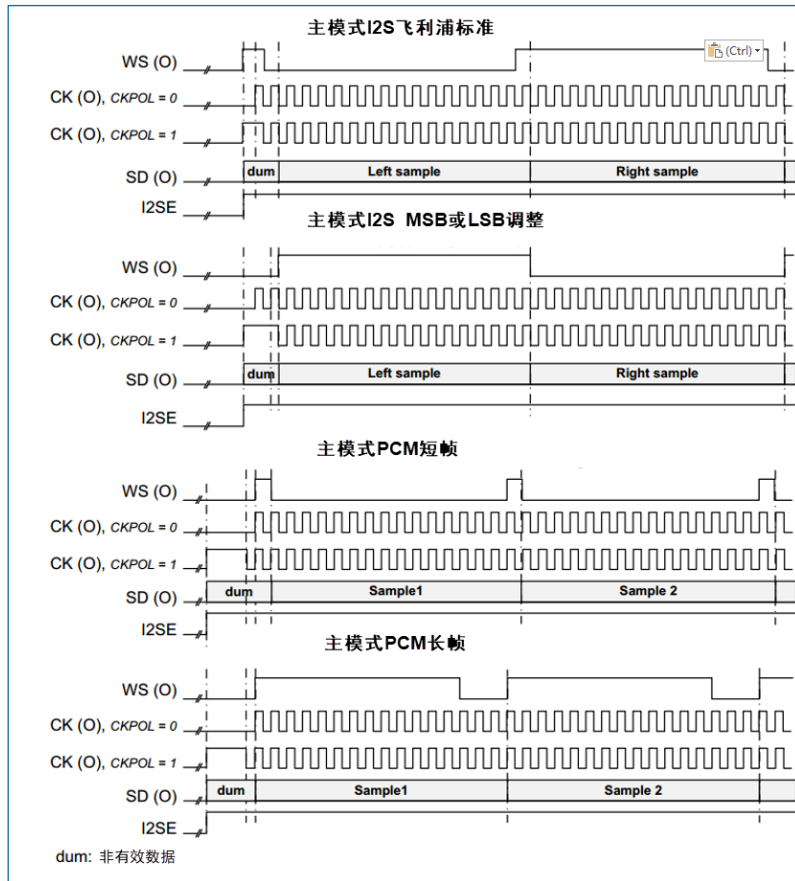 主模式I2S飞利浦标准
WS (O)
(Ctrl)
CK (O), CKPOL = 0
CK (O), CKPOL = 1
SD (O) dum Left sample Right sample
I2SE
主模式I2S MSB或LSB调整
WS (O)
CK (O), CKPOL = 0
CK (O), CKPOL = 1
SD (O) dum Left sample Right sample
I2SE
主模式PCM短帧
WS (O)
CK (O), CKPOL = 0
CK (O), CKPOL = 1
SD (O) dum Sample1 Sample 2
I2SE
主模式PCM长帧
WS (O)
CK (O), CKPOL = 0
CK (O), CKPOL = 1
SD (O) dum Sample1 Sample 2
I2SE
dum: 非有效数据